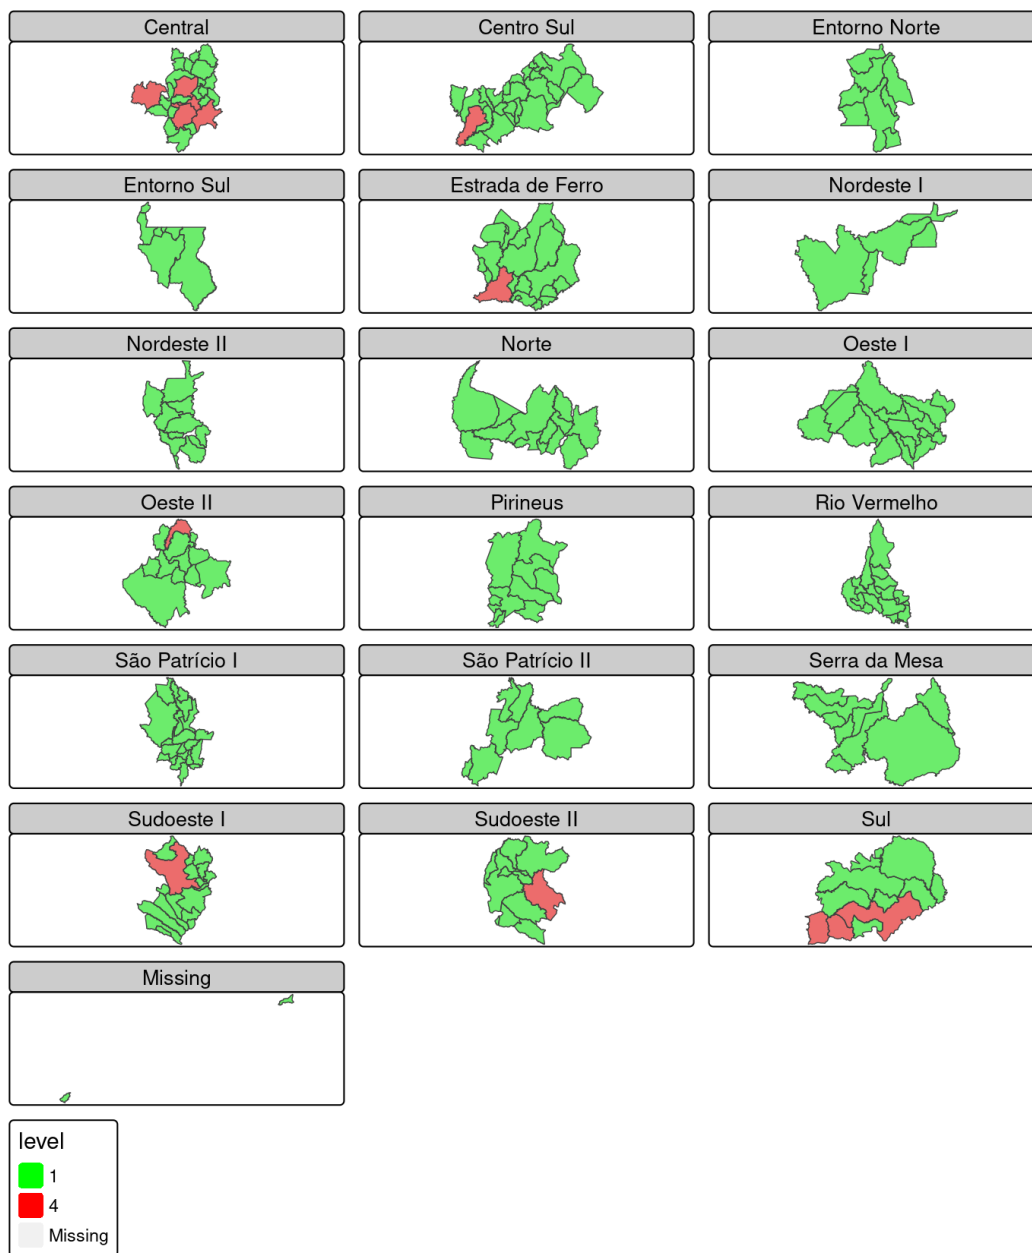 Central
Centro Sul
Entorno Norte
Entorno Sul
Estrada de Ferro
Nordeste I
Nordeste II
Norte
Oeste I
Oeste II
Pirineus
Rio Vermelho
São Patrício I
São Patrício II
Serra da Mesa
Sudoeste I
Sudoeste II
Sul
Missing
level
1
4
Missing